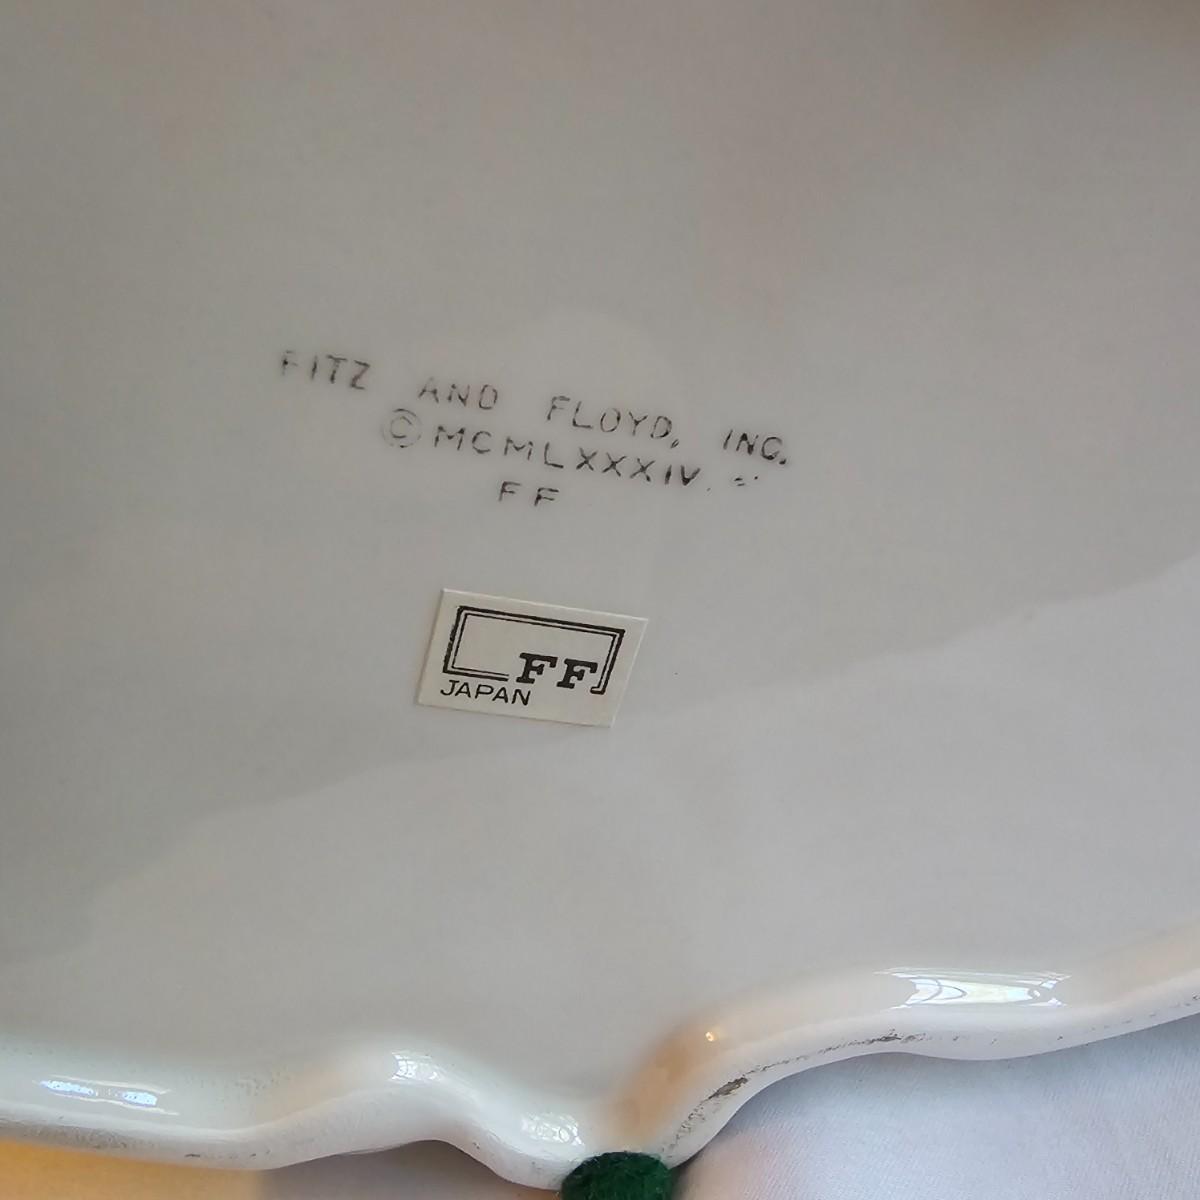 FITZ AND FLOYD, INC.
© MCMLXXXIV
FF
FF
JAPAN